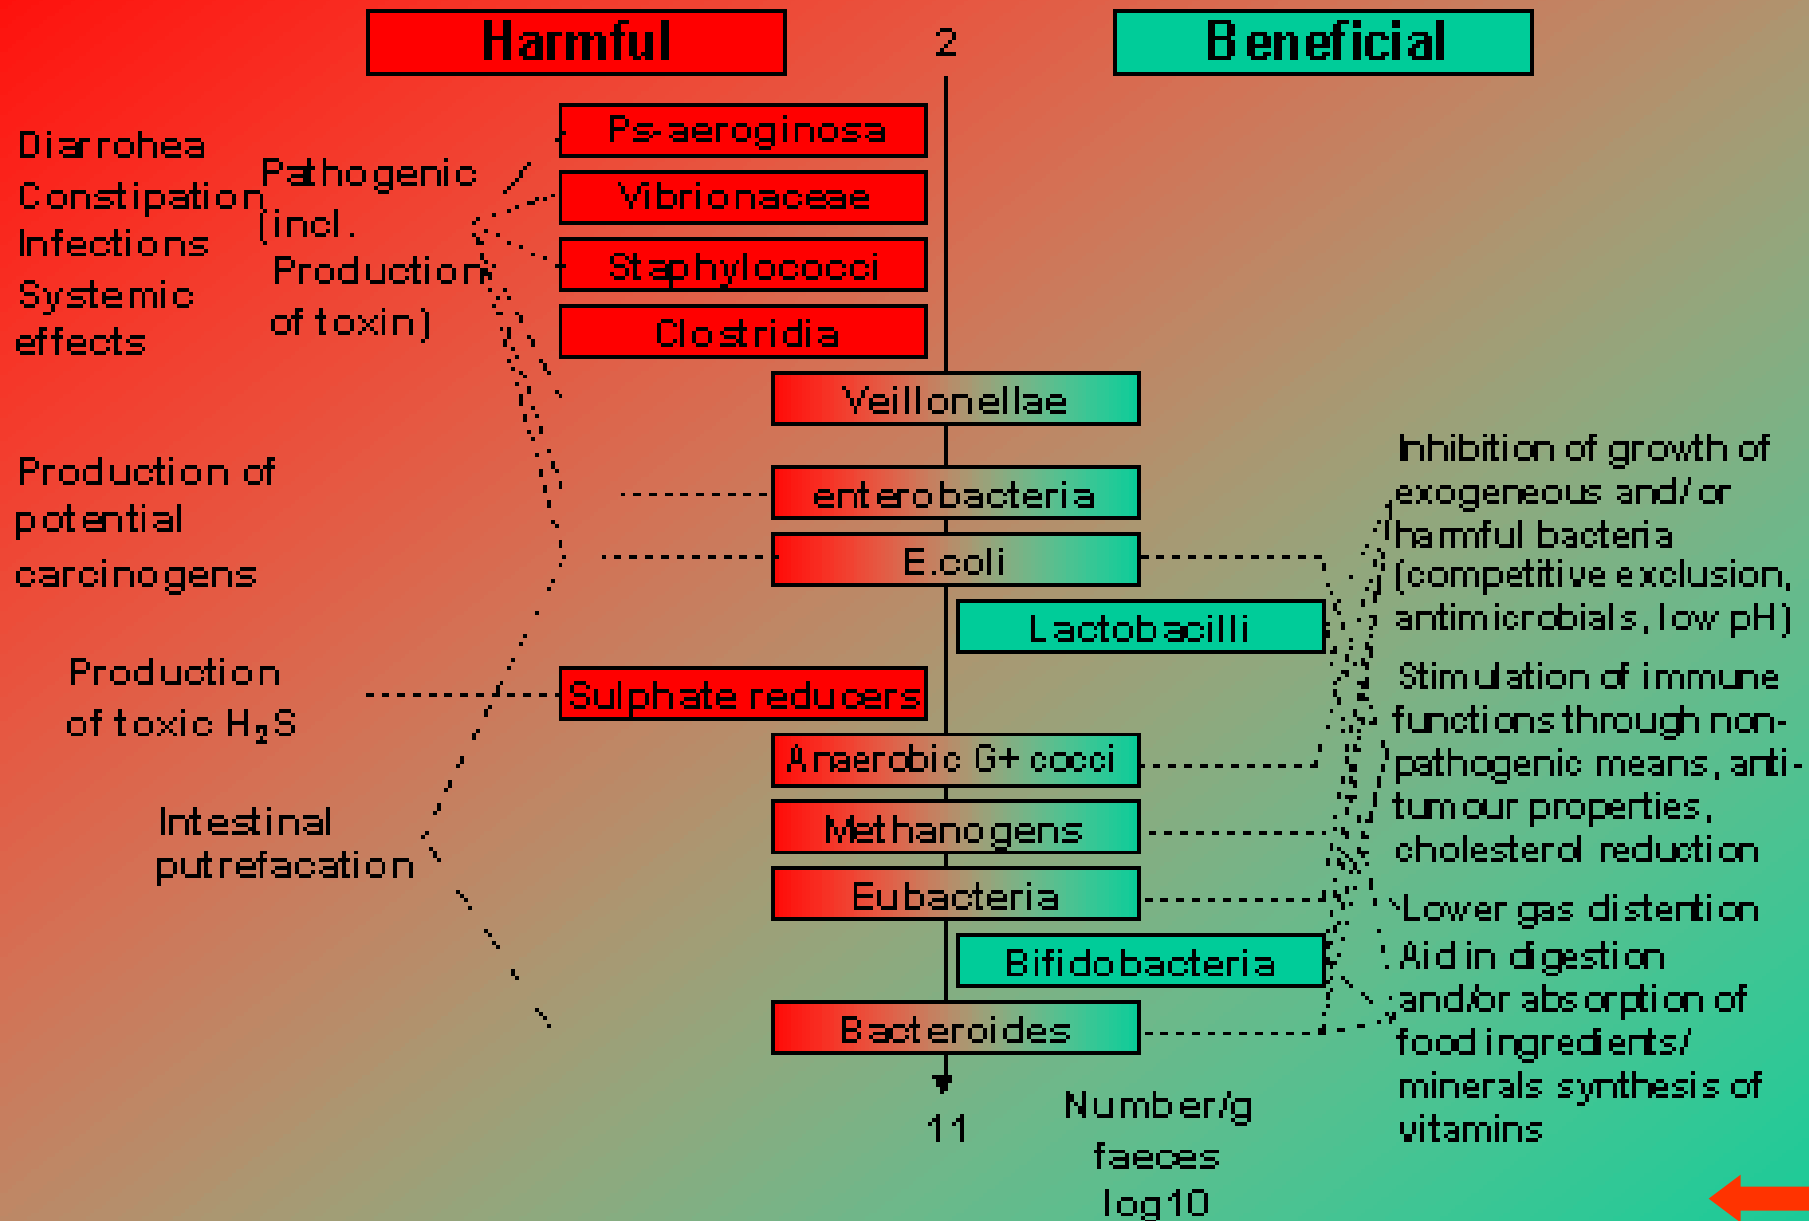 Harmful
2
Beneficial
Diarrohea
Constipation
Infections
Systemic
effects
Pathogenic
(incl.
Production
of toxin)
Ps-aeroginosa
Vibrionaceae
Staphylococci
Clostridia
Veillonellae
enterobacteria
E.coli
Lactobacilli
Sulphate reducers
Anaerobic G+ cocci
Methanogens
Eubacteria
Bifidobacteria
Bacteroides
11
Number/g
faeces
log10
Production of
potential
carcinogens
Production
of toxic H₂S
Intestinal
putrefacation
Inhibition of growth of
exogeneous and/or
harmful bacteria
(competitive exclusion,
antimicrobials, low pH)
Stimulation of immune
functions through non-
pathogenic means, anti-
tumour properties,
cholesterol reduction
Lower gas distention
Aid in digestion
and/or absorption of
food ingredients/
minerals synthesis of
vitamins